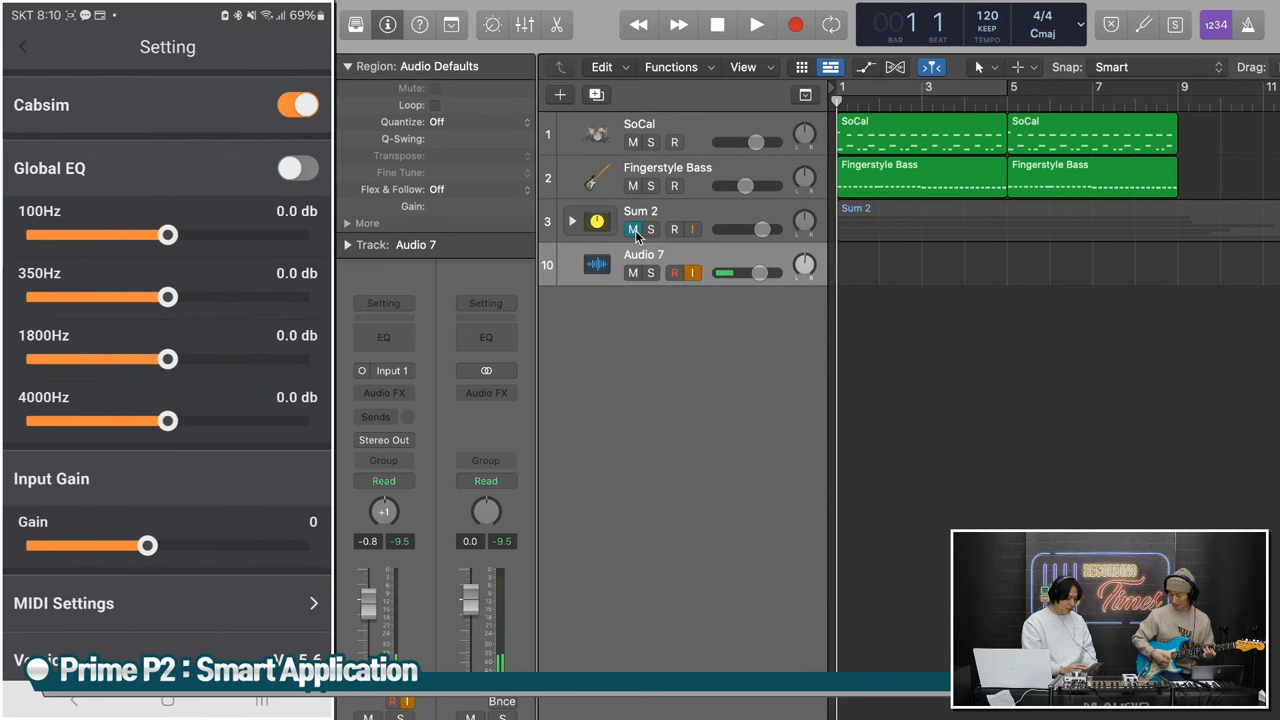 SKT 8:10
69%
Setting
Cabsim
Global EQ
100Hz 0.0 db
350Hz 0.0 db
1800Hz 0.0 db
4000Hz 0.0 db
Input Gain
Gain 0
MIDI Settings
Prime P2 : Smart Application
Region: Audio Defaults
Mute:
Loop:
Quantize: Off
Q-Swing:
Transpose:
Fine Tune:
Flex & Follow: Off
Gain:
More
Track: Audio 7
Setting Setting
EQ EQ
Input 1
Audio FX Audio FX
Sends
Stereo Out
Group Group
Read Read
+1
-0.8 -9.5 0.0 -9.5
R I Bnce
M S M
1 1
BAR BEAT
120
KEEP
TEMPO
4/4
Cmaj
S
1234
Edit Functions View
Snap: Smart Drag:
1 3 5 7 9 11
1 SoCal
M S R
2 Fingerstyle Bass
M S R
3 Sum 2
M S R I
10 Audio 7
M S R I
SoCal SoCal
Fingerstyle Bass Fingerstyle Bass
Sum 2
RECORDING
Times